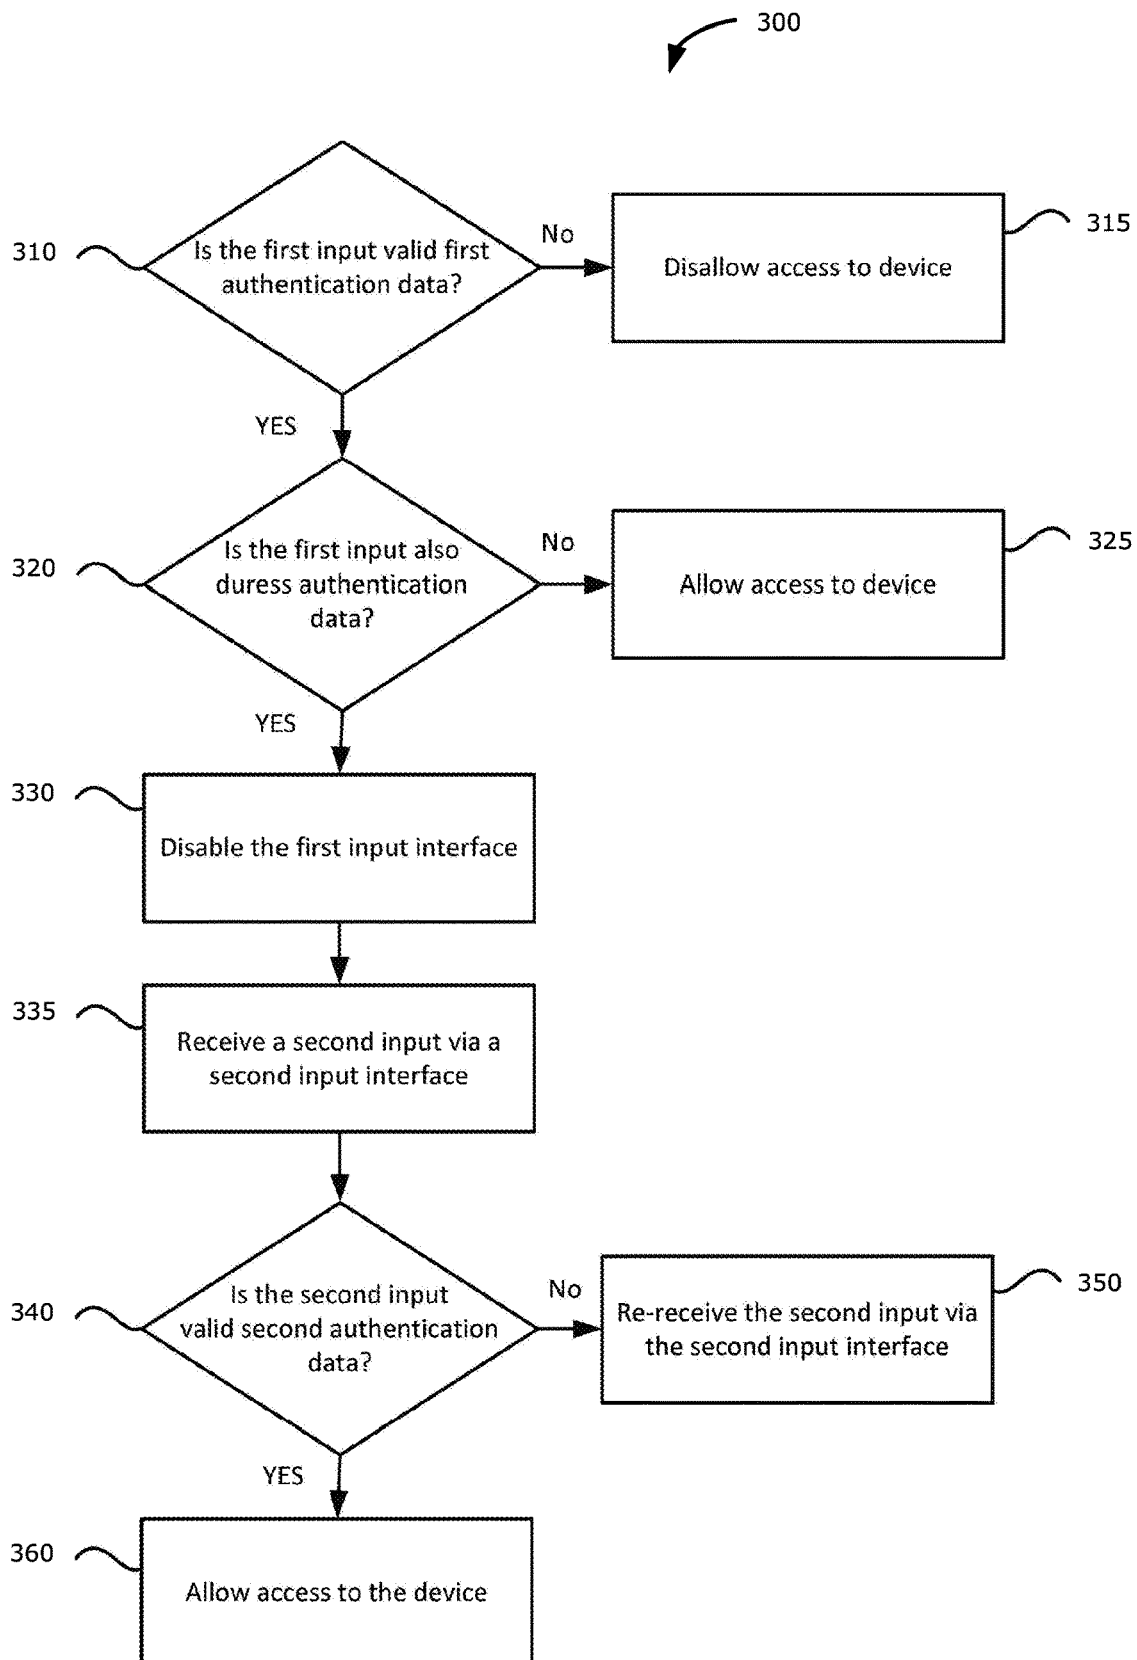 300
310
Is the first input valid first
authentication data?
No
Disallow access to device
315
YES
320
Is the first input also
duress authentication
data?
No
Allow access to device
325
YES
330
Disable the first input interface
335
Receive a second input via a
second input interface
340
Is the second input
valid second authentication
data?
No
Re-receive the second input via
the second input interface
350
YES
360
Allow access to the device